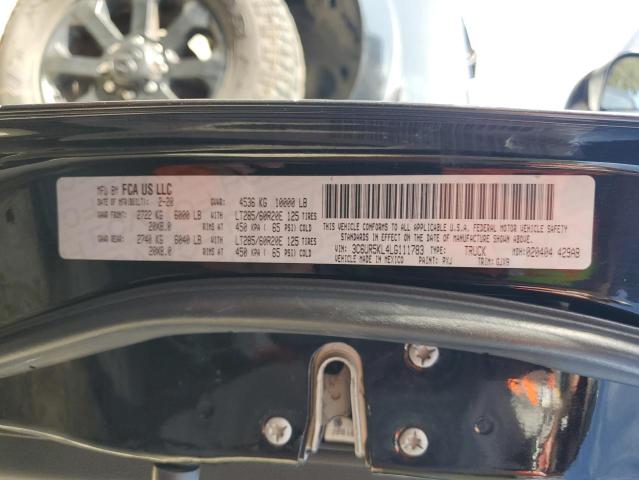 MFD BY FCA US LLC
DATE OF MFR(BUILT): 2-20 GVWR: 4536 KG 10000 LB
GAWR FRONT: 2722 KG 6000 LB WITH LT285/60R20E 125 TIRES
20X8.0 RIMS AT 450 KPA ( 65 PSI) COLD
GAWR REAR: 2740 KG 6040 LB WITH LT285/60R20E 125 TIRES
20X8.0 RIMS AT 450 KPA ( 65 PSI) COLD
THIS VEHICLE CONFORMS TO ALL APPLICABLE U.S.A. FEDERAL MOTOR VEHICLE SAFETY
STANDARDS IN EFFECT ON THE DATE OF MANUFACTURE SHOWN ABOVE.
VIN: 3C6UR5KL4LG111783 TYPE: TRUCK MDH: 020404 429AB
VEHICLE MADE IN MEXICO PAINT: PXJ TRIM: GJX9